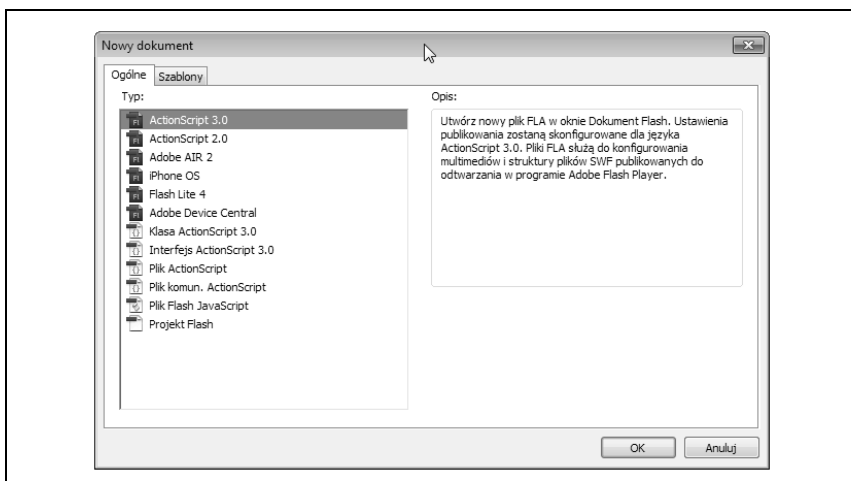 Nowy dokument
Ogólne Szablony
Typ:
ActionScript 3.0
ActionScript 2.0
Adobe AIR 2
iPhone OS
Flash Lite 4
Adobe Device Central
Klasa ActionScript 3.0
Interfejs ActionScript 3.0
Plik ActionScript
Plik komun. ActionScript
Plik Flash JavaScript
Projekt Flash
Opis:
Utwórz nowy plik FLA w oknie Dokument Flash. Ustawienia
publikowania zostaną skonfigurowane dla języka
ActionScript 3.0. Pliki FLA służą do konfigurowania
multimediów i struktury plików SWF publikowanych do
odtwarzania w programie Adobe Flash Player.
OK Anuluj